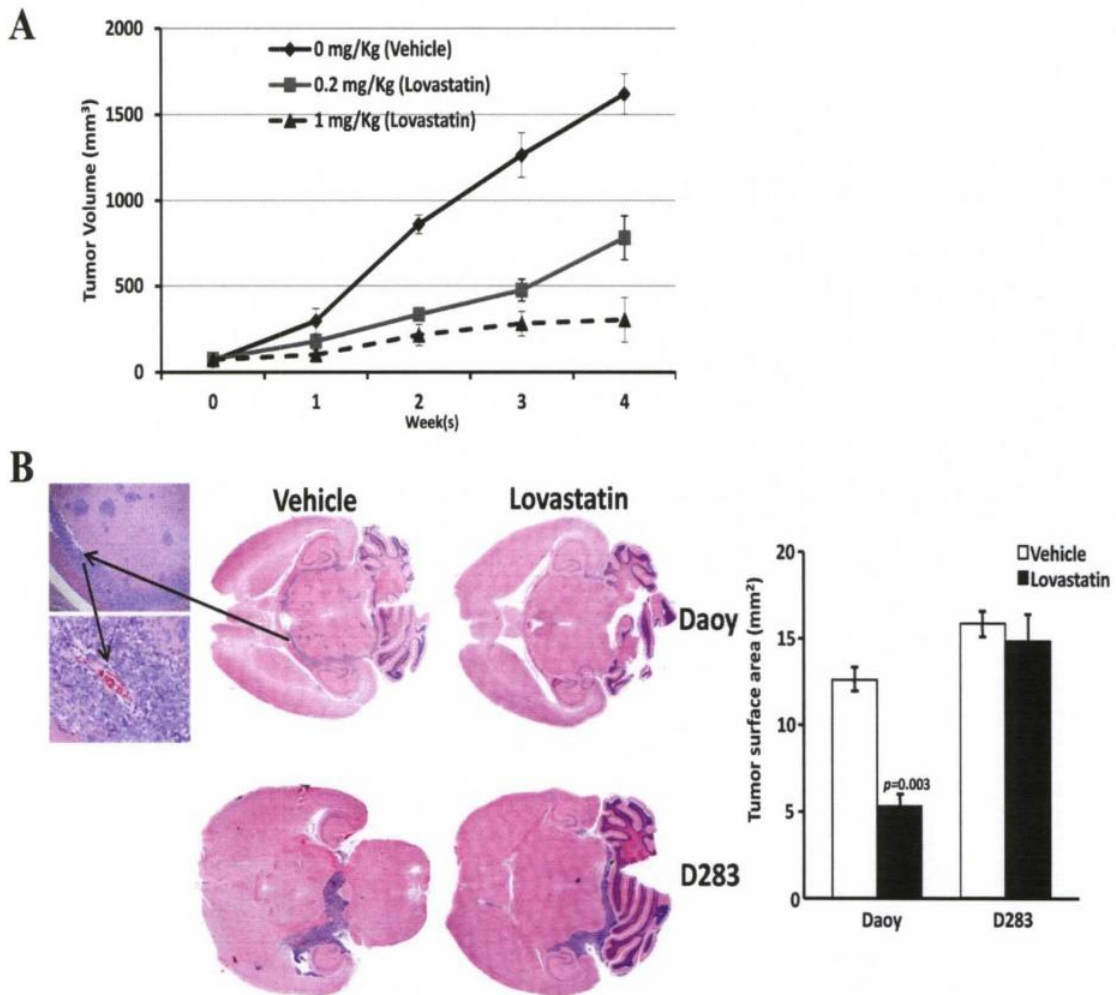 A
2000
1500
1000
500
0
Tumor Volume (mm³)
0 mg/Kg (Vehicle)
0.2 mg/Kg (Lovastatin)
1 mg/Kg (Lovastatin)
0 1 2 3 4
Week(s)
B
Vehicle Lovastatin
Daoy
D283
20
15
10
5
0
Tumor surface area (mm²)
Vehicle
Lovastatin
p=0.003
Daoy D283